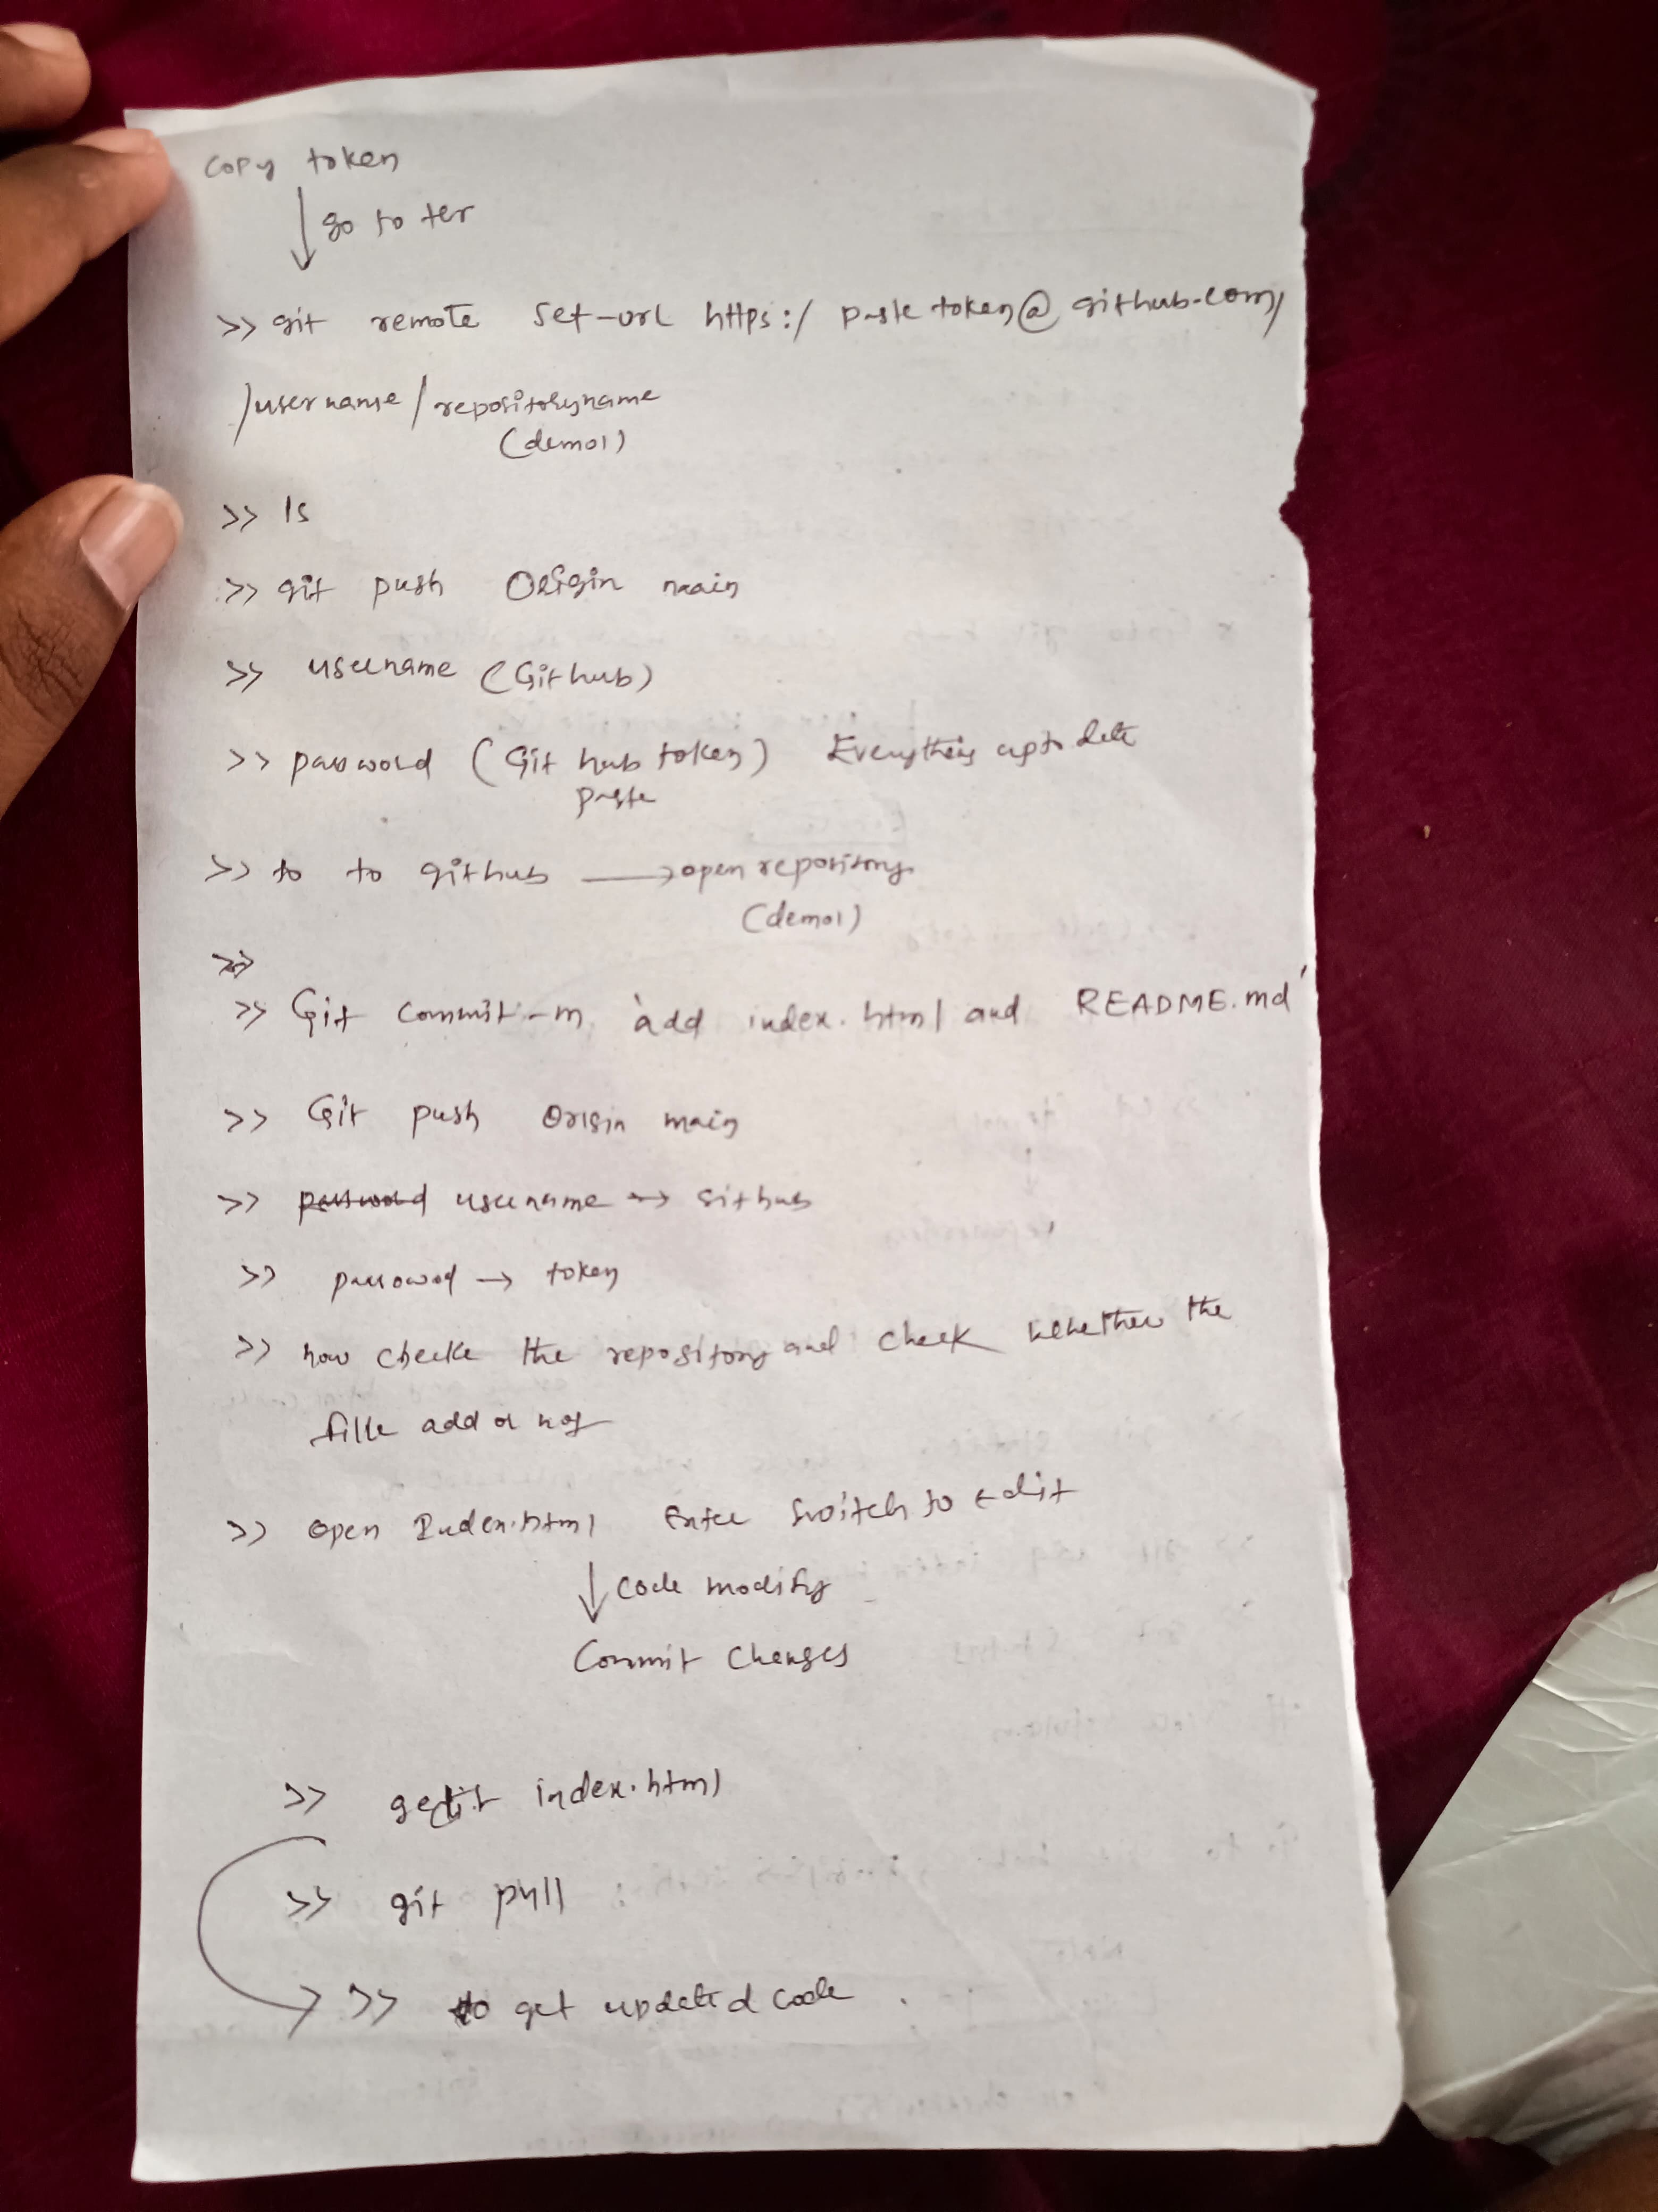 copy token
↓ go to ter
>> git remote set-url https:/ paste token@github.com/
/username/repositoryname
(demo1)
>> ls
>> git push Origin main
>> username (Github)
>> password (Git hub token) Everything upto date
paste
>> to to github → open repository
(demo1)
>>
>> Git commit -m 'add index.html and README.md'
>> Git push Origin main
>> password username → github
>> passowod → token
>> now checke the repository and check whether the
fille add or not
>> open Index.html Enter switch to edit
↓ code modify
Commit Changes
>> gedit index.html
>> git pull
>> to get updated code.